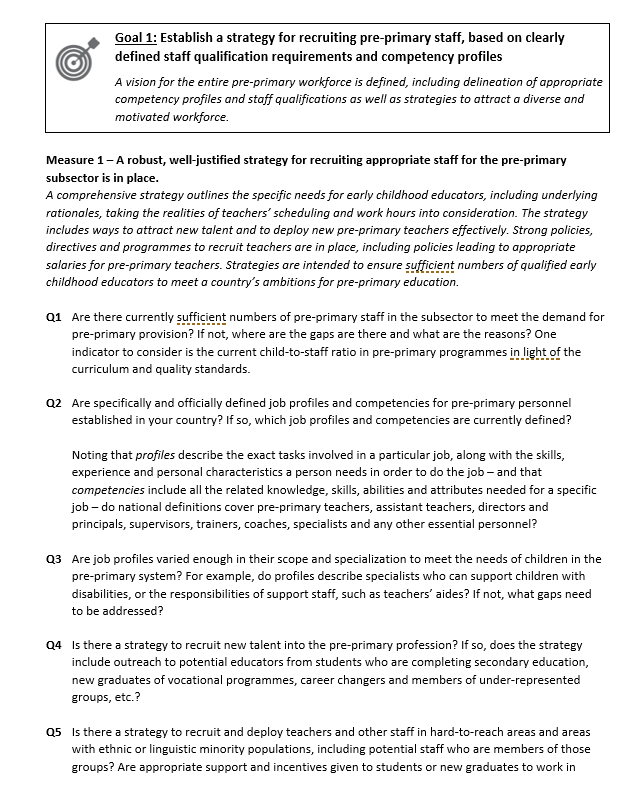 Goal 1: Establish a strategy for recruiting pre-primary staff, based on clearly
defined staff qualification requirements and competency profiles
A vision for the entire pre-primary workforce is defined, including delineation of appropriate
competency profiles and staff qualifications as well as strategies to attract a diverse and
motivated workforce.
Measure 1 – A robust, well-justified strategy for recruiting appropriate staff for the pre-primary
subsector is in place.
A comprehensive strategy outlines the specific needs for early childhood educators, including underlying
rationales, taking the realities of teachers’ scheduling and work hours into consideration. The strategy
includes ways to attract new talent and to deploy new pre-primary teachers effectively. Strong policies,
directives and programmes to recruit teachers are in place, including policies leading to appropriate
salaries for pre-primary teachers. Strategies are intended to ensure sufficient numbers of qualified early
childhood educators to meet a country’s ambitions for pre-primary education.
Q1 Are there currently sufficient numbers of pre-primary staff in the subsector to meet the demand for
pre-primary provision? If not, where are the gaps are there and what are the reasons? One
indicator to consider is the current child-to-staff ratio in pre-primary programmes in light of the
curriculum and quality standards.
Q2 Are specifically and officially defined job profiles and competencies for pre-primary personnel
established in your country? If so, which job profiles and competencies are currently defined?
Noting that profiles describe the exact tasks involved in a particular job, along with the skills,
experience and personal characteristics a person needs in order to do the job – and that
competencies include all the related knowledge, skills, abilities and attributes needed for a specific
job – do national definitions cover pre-primary teachers, assistant teachers, directors and
principals, supervisors, trainers, coaches, specialists and any other essential personnel?
Q3 Are job profiles varied enough in their scope and specialization to meet the needs of children in the
pre-primary system? For example, do profiles describe specialists who can support children with
disabilities, or the responsibilities of support staff, such as teachers’ aides? If not, what gaps need
to be addressed?
Q4 Is there a strategy to recruit new talent into the pre-primary profession? If so, does the strategy
include outreach to potential educators from students who are completing secondary education,
new graduates of vocational programmes, career changers and members of under-represented
groups, etc.?
Q5 Is there a strategy to recruit and deploy teachers and other staff in hard-to-reach areas and areas
with ethnic or linguistic minority populations, including potential staff who are members of those
groups? Are appropriate support and incentives given to students or new graduates to work in